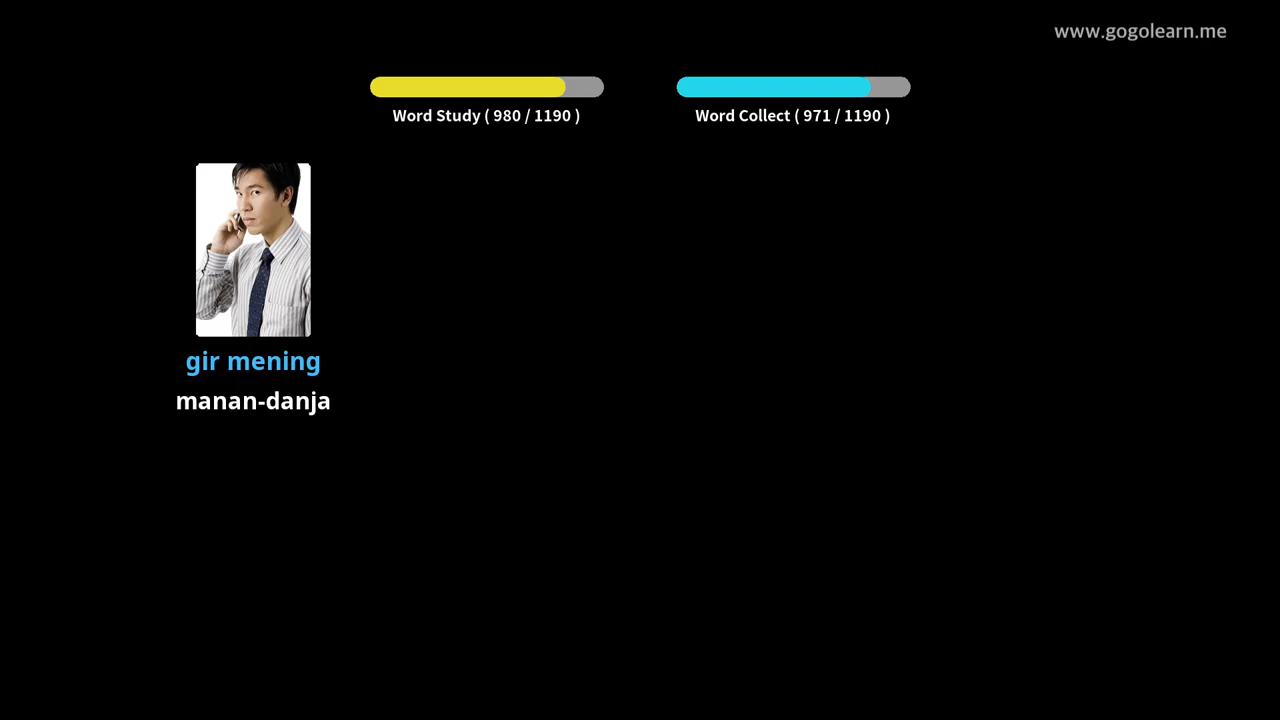 www.gogolearn.me
Word Study ( 980 / 1190 )
Word Collect ( 971 / 1190 )
gir mening
manan-danja